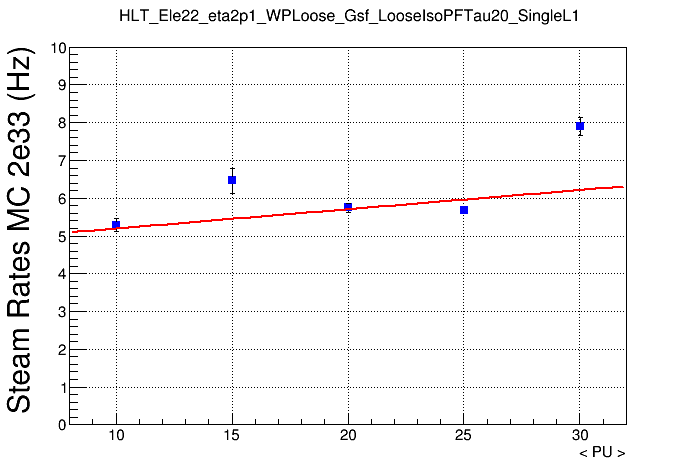 HLT_Ele22_eta2p1_WPLoose_Gsf_LooseIsoPFTau20_SingleL1
Steam Rates MC 2e33 (Hz)
10
9
8
7
6
5
4
3
2
1
0
10 15 20 25 30
< PU >